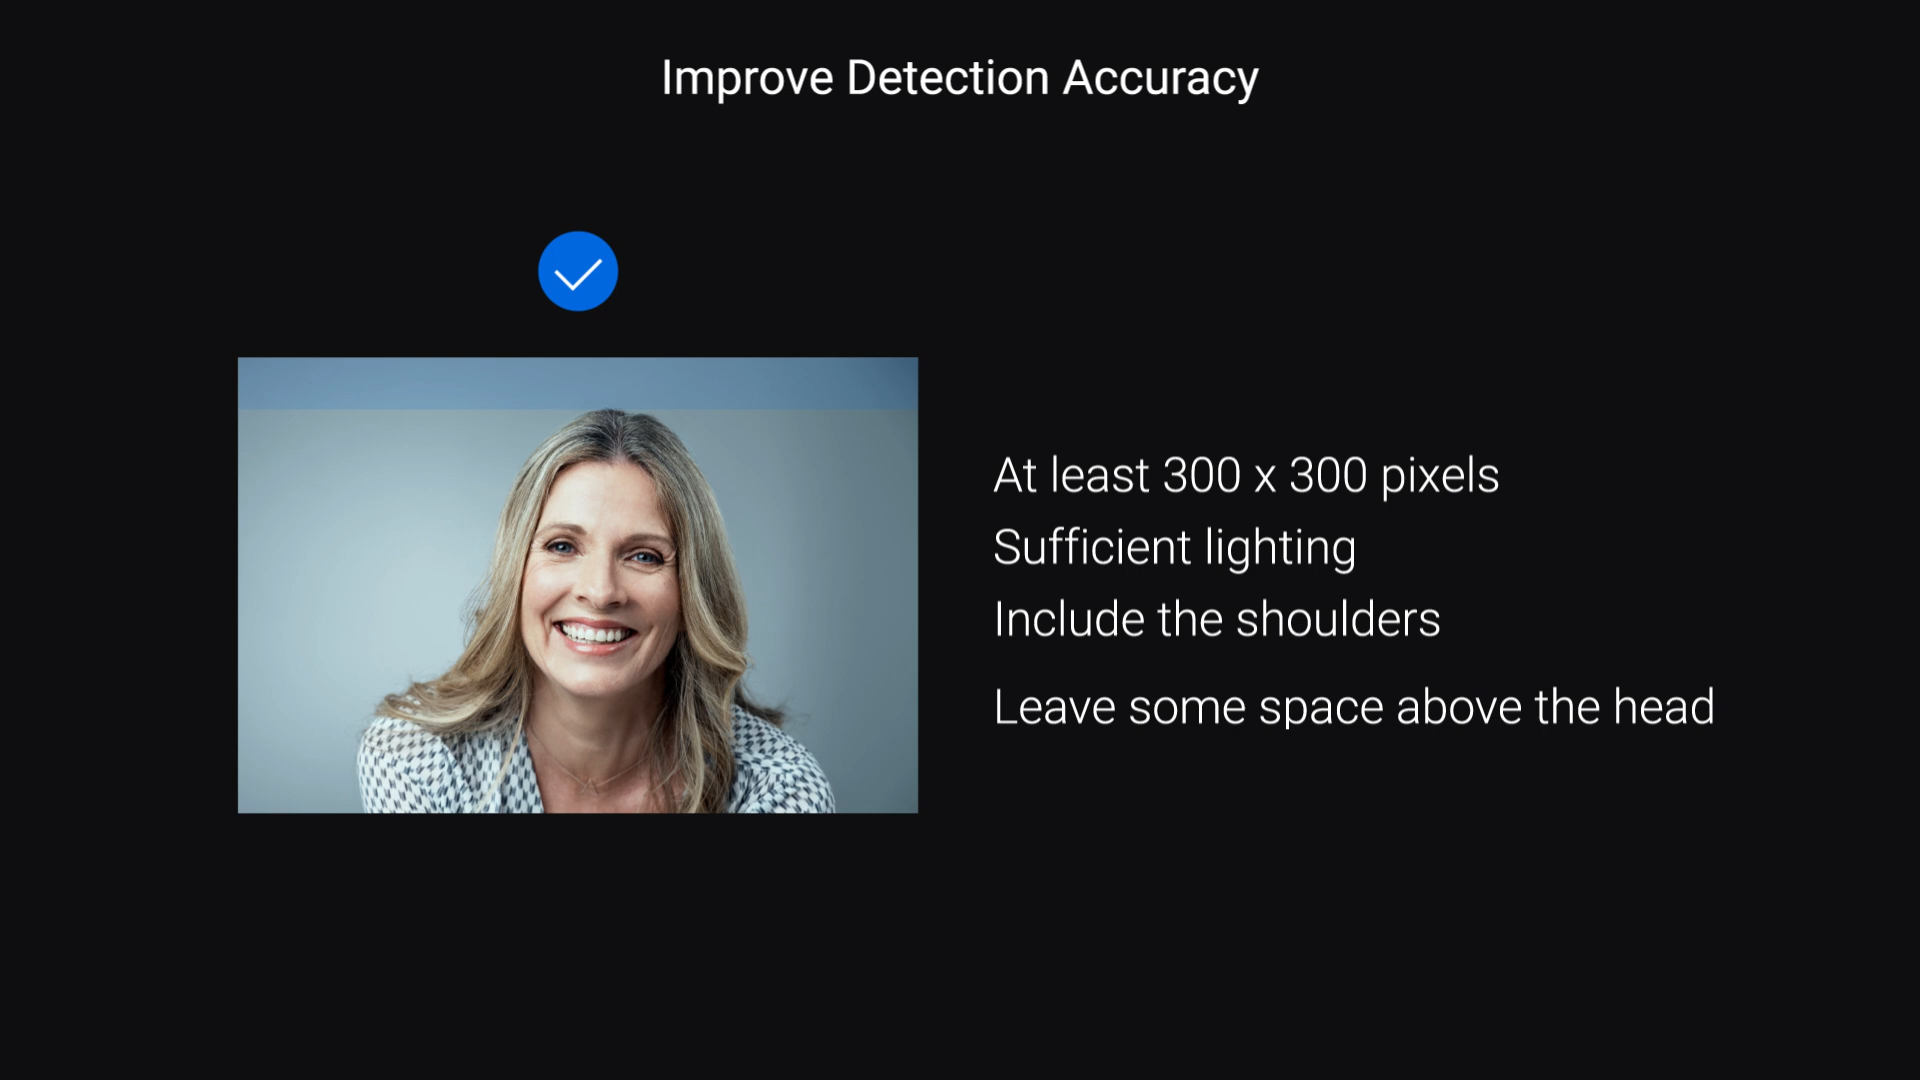 Improve Detection Accuracy
At least 300 x 300 pixels
Sufficient lighting
Include the shoulders
Leave some space above the head